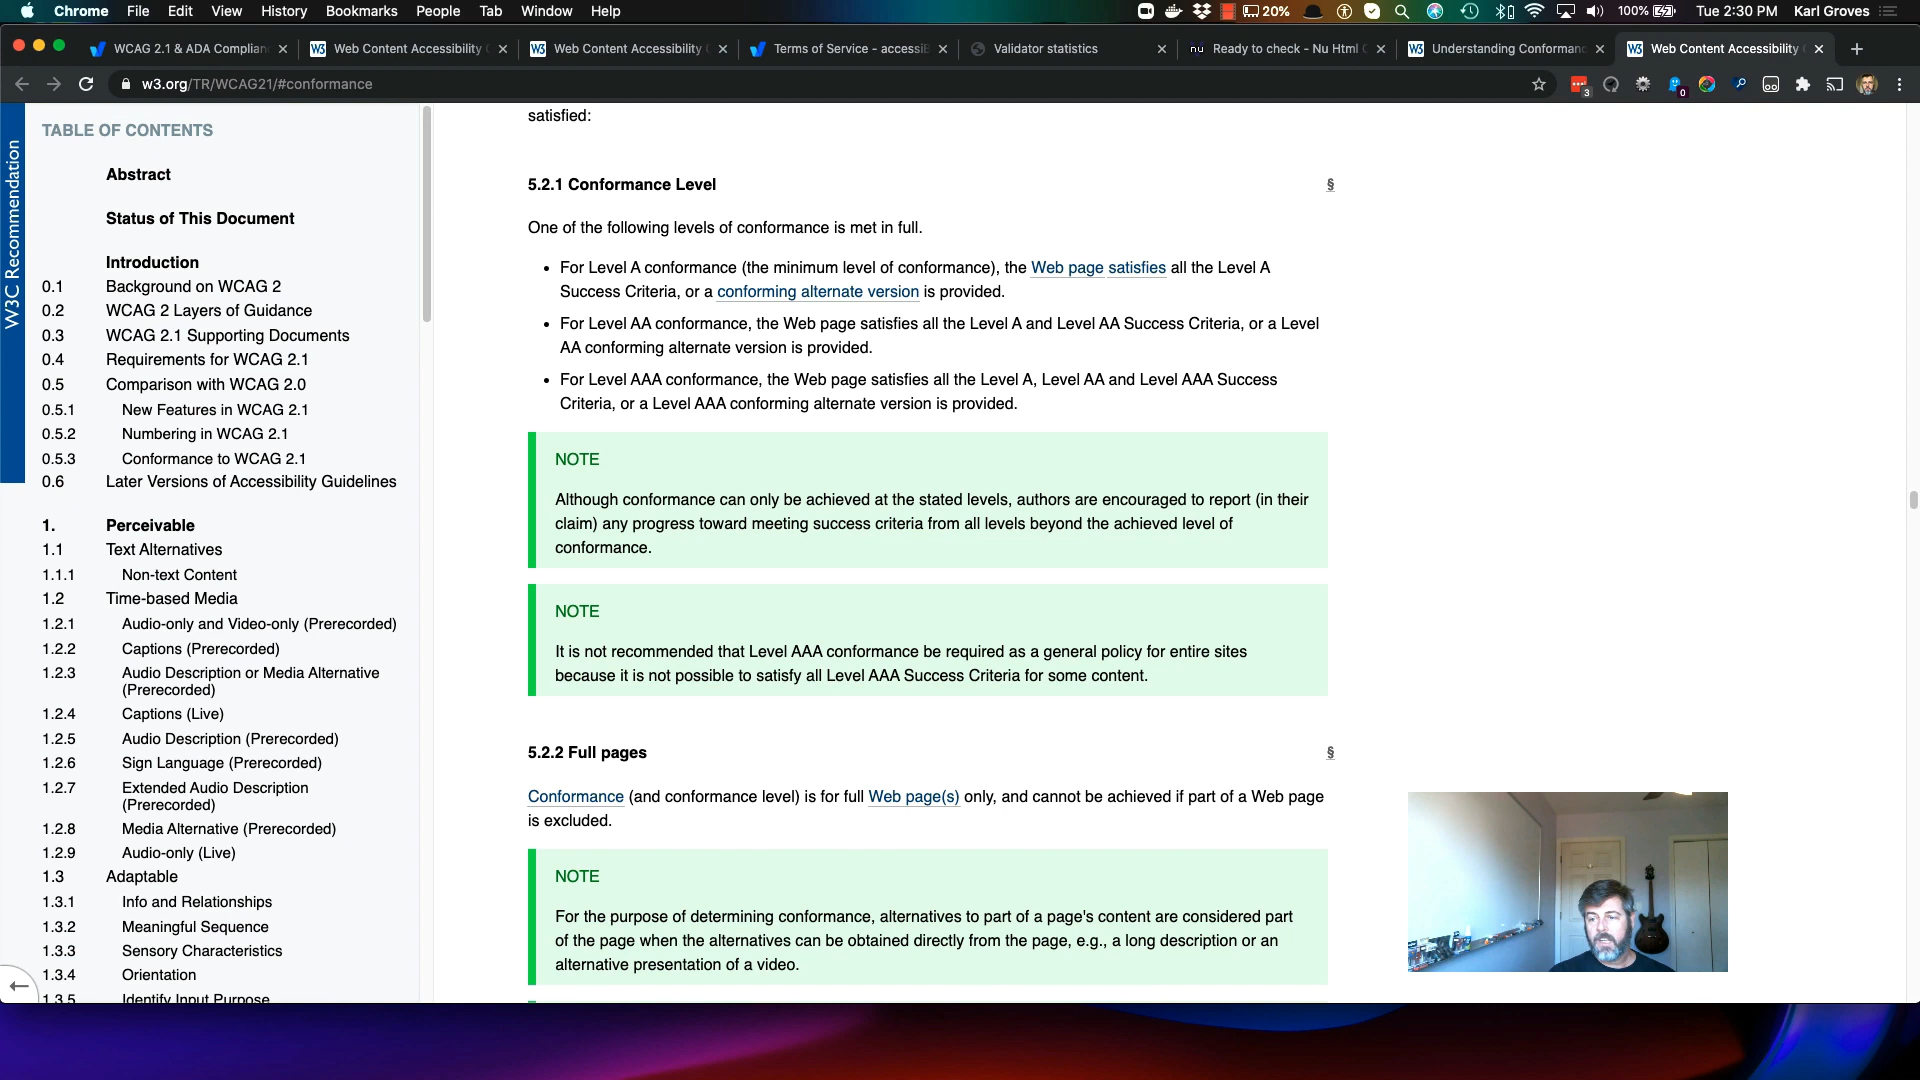 Chrome File Edit View History Bookmarks People Tab Window Help
20% 100% Tue 2:30 PM Karl Groves
WCAG 2.1 & ADA Complian
Web Content Accessibility
Web Content Accessibility
Terms of Service - accessiB
Validator statistics
Ready to check - Nu Html C
Understanding Conforman
Web Content Accessibility
w3.org/TR/WCAG21/#conformance
3
0
W3C Recommendation
TABLE OF CONTENTS
Abstract
Status of This Document
Introduction
0.1 Background on WCAG 2
0.2 WCAG 2 Layers of Guidance
0.3 WCAG 2.1 Supporting Documents
0.4 Requirements for WCAG 2.1
0.5 Comparison with WCAG 2.0
0.5.1 New Features in WCAG 2.1
0.5.2 Numbering in WCAG 2.1
0.5.3 Conformance to WCAG 2.1
0.6 Later Versions of Accessibility Guidelines
1. Perceivable
1.1 Text Alternatives
1.1.1 Non-text Content
1.2 Time-based Media
1.2.1 Audio-only and Video-only (Prerecorded)
1.2.2 Captions (Prerecorded)
1.2.3 Audio Description or Media Alternative
(Prerecorded)
1.2.4 Captions (Live)
1.2.5 Audio Description (Prerecorded)
1.2.6 Sign Language (Prerecorded)
1.2.7 Extended Audio Description
(Prerecorded)
1.2.8 Media Alternative (Prerecorded)
1.2.9 Audio-only (Live)
1.3 Adaptable
1.3.1 Info and Relationships
1.3.2 Meaningful Sequence
1.3.3 Sensory Characteristics
1.3.4 Orientation
1.3.5 Identify Input Purpose
satisfied:
5.2.1 Conformance Level §
One of the following levels of conformance is met in full.
• For Level A conformance (the minimum level of conformance), the Web page satisfies all the Level A
Success Criteria, or a conforming alternate version is provided.
• For Level AA conformance, the Web page satisfies all the Level A and Level AA Success Criteria, or a Level
AA conforming alternate version is provided.
• For Level AAA conformance, the Web page satisfies all the Level A, Level AA and Level AAA Success
Criteria, or a Level AAA conforming alternate version is provided.
NOTE
Although conformance can only be achieved at the stated levels, authors are encouraged to report (in their
claim) any progress toward meeting success criteria from all levels beyond the achieved level of
conformance.
NOTE
It is not recommended that Level AAA conformance be required as a general policy for entire sites
because it is not possible to satisfy all Level AAA Success Criteria for some content.
5.2.2 Full pages §
Conformance (and conformance level) is for full Web page(s) only, and cannot be achieved if part of a Web page
is excluded.
NOTE
For the purpose of determining conformance, alternatives to part of a page's content are considered part
of the page when the alternatives can be obtained directly from the page, e.g., a long description or an
alternative presentation of a video.